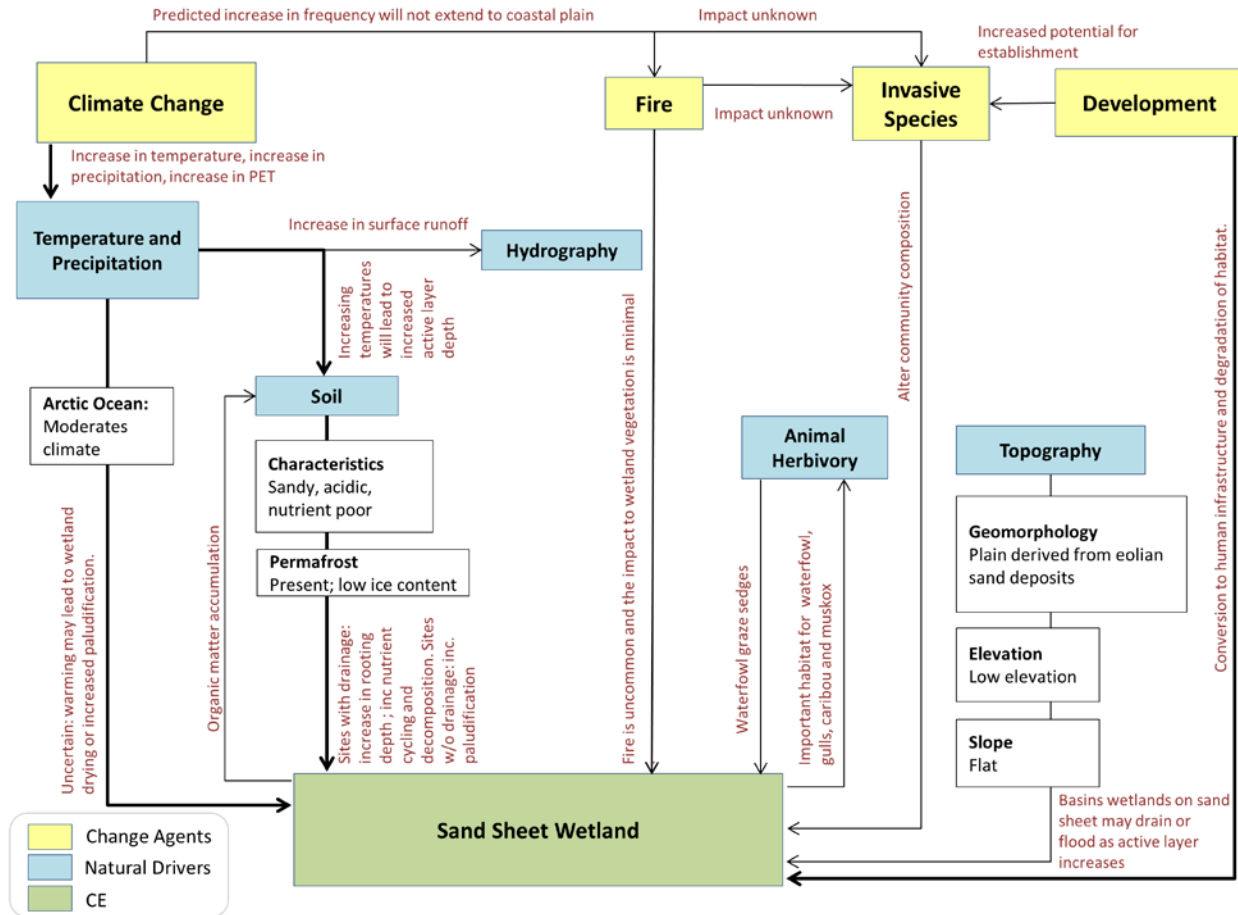 Predicted increase in frequency will not extend to coastal plain
Impact unknown
Increased potential for
establishment
Climate Change
Fire
Impact unknown
Invasive
Species
Development
Increase in temperature, increase in
precipitation, increase in PET
Temperature and
Precipitation
Increase in surface runoff
Hydrography
Increasing
temperatures
will lead to
increased
active layer
depth
Arctic Ocean:
Moderates
climate
Soil
Characteristics
Sandy, acidic,
nutrient poor
Permafrost
Present; low ice content
Uncertain: warming may lead to wetland
drying or increased paludification.
Organic matter accumulation
Sites with drainage:
increase in rooting
depth ; inc nutrient
cycling and
decomposition. Sites
w/o drainage: inc.
paludification
Fire is uncommon and the impact to wetland vegetation is minimal
Animal
Herbivory
Waterfowl graze sedges
Important habitat for waterfowl,
gulls, caribou and muskox
Alter community composition
Topography
Geomorphology
Plain derived from eolian
sand deposits
Elevation
Low elevation
Slope
Flat
Conversion to human infrastructure and degradation of habitat.
Basins wetlands on sand
sheet may drain or
flood as active layer
increases
Sand Sheet Wetland
Change Agents
Natural Drivers
CE